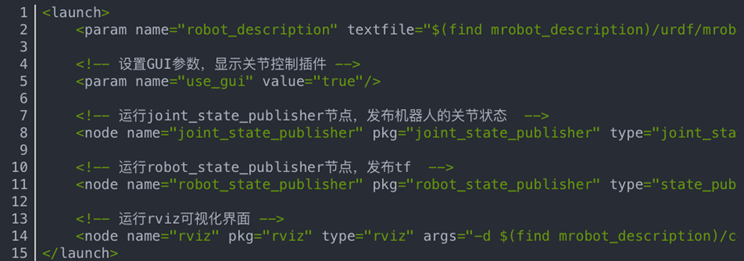 1 <launch>
2 <param name="robot_description" textfile="$(find mrobot_description)/urdf/mrob
3
4 <!-- 设置GUI参数，显示关节控制插件 -->
5 <param name="use_gui" value="true"/>
6
7 <!-- 运行joint_state_publisher节点，发布机器人的关节状态  -->
8 <node name="joint_state_publisher" pkg="joint_state_publisher" type="joint_sta
9
10 <!-- 运行robot_state_publisher节点，发布tf  -->
11 <node name="robot_state_publisher" pkg="robot_state_publisher" type="state_pub
12
13 <!-- 运行rviz可视化界面 -->
14 <node name="rviz" pkg="rviz" type="rviz" args="-d $(find mrobot_description)/c
15 </launch>